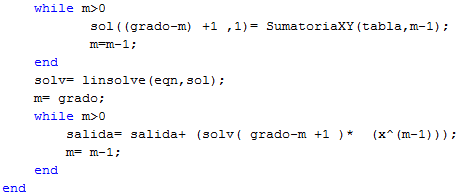 while m>0
sol((grado-m) +1 ,1)= SumatoriaXY(tabla,m-1);
m=m-1;
end
solv= linsolve(eqn,sol);
m= grado;
while m>0
salida= salida+ (solv( grado-m +1 )*  (x^(m-1)));
m= m-1;
end
end